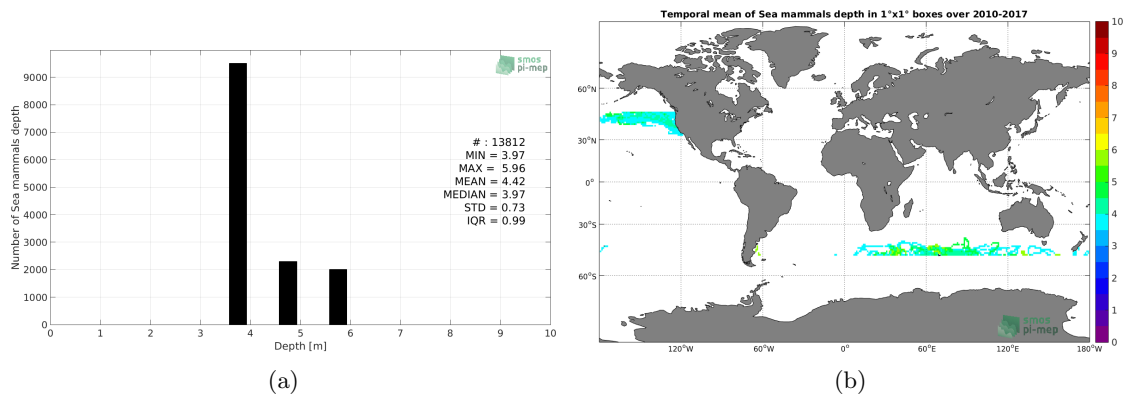 smos
pi-mep
9000
8000
7000
6000
5000
4000
3000
2000
1000
0
Number of Sea mammals depth
# : 13812
MIN = 3.97
MAX = 5.96
MEAN = 4.42
MEDIAN = 3.97
STD = 0.73
IQR = 0.99
0 1 2 3 4 5 6 7 8 9 10
Depth [m]
(a)
Temporal mean of Sea mammals depth in 1°x1° boxes over 2010-2017
60°N
30°N
0°
30°S
60°S
120°W 60°W 0° 60°E 120°E 180°W
smos
pi-mep
10
9
8
7
6
5
4
3
2
1
0
(b)